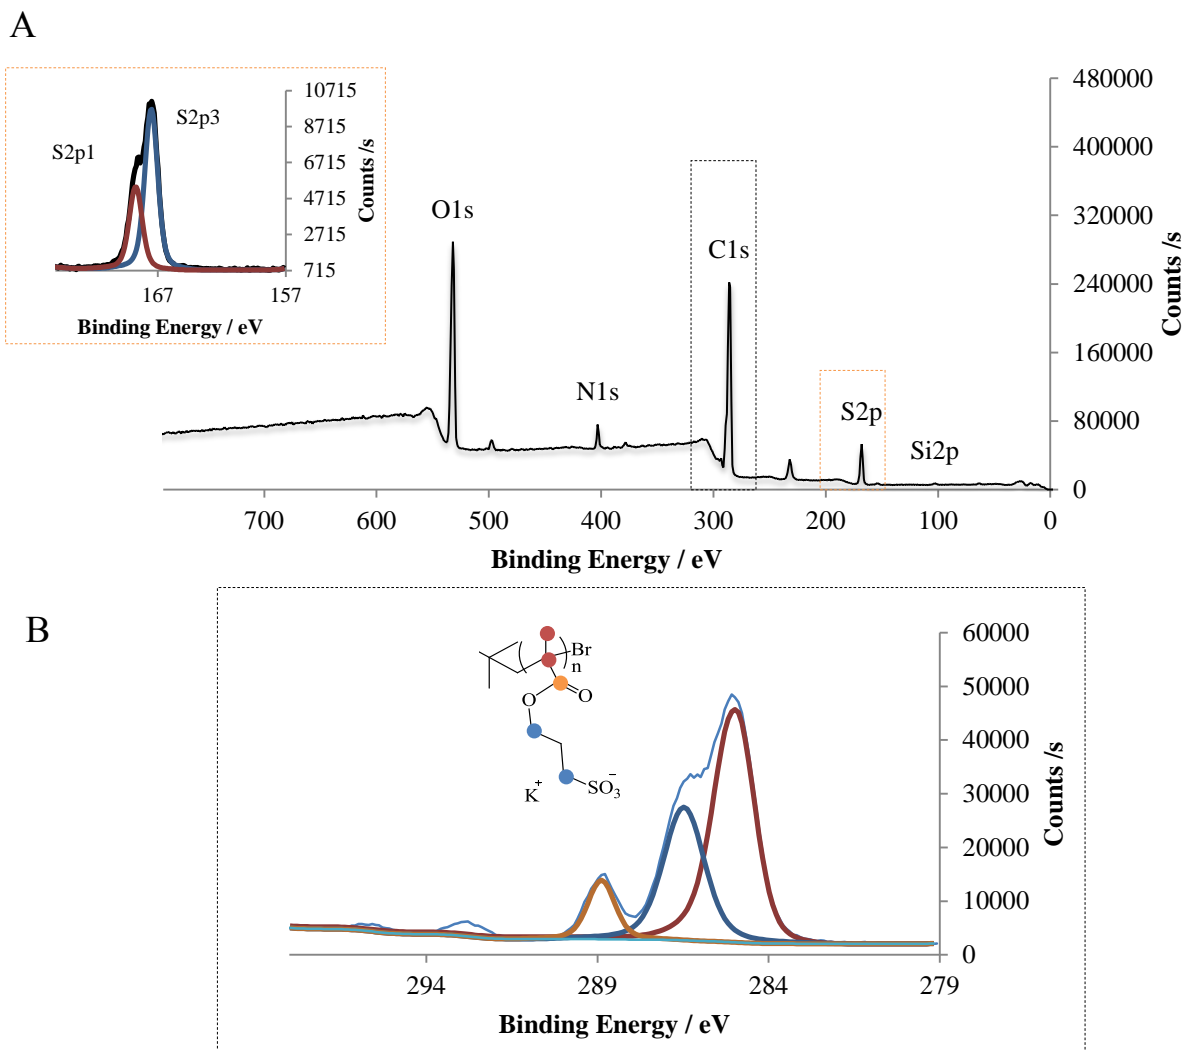 A
S2p1
S2p3
10715
8715
6715
4715
2715
715
Counts /s
167
157
Binding Energy / eV
O1s
N1s
C1s
S2p
Si2p
480000
400000
320000
240000
160000
80000
0
Counts /s
700
600
500
400
300
200
100
0
Binding Energy / eV
B
Br
n
O
O
K+
SO3−
60000
50000
40000
30000
20000
10000
0
Counts /s
294
289
284
279
Binding Energy / eV